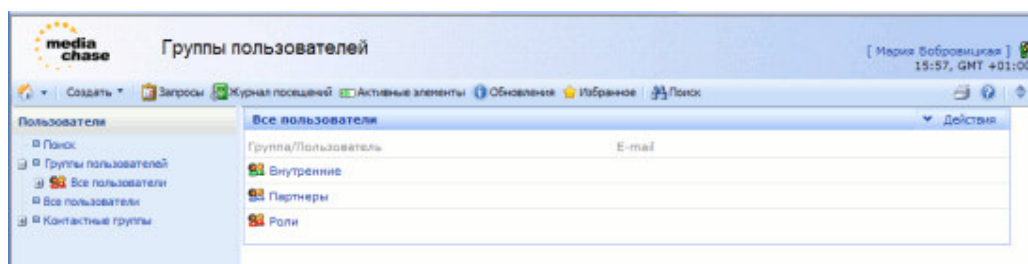 media
chase
Группы пользователей
[ Мария Бобровицкая ]
15:57, GMT +01:00
Создать Запросы Журнал посещений Активные элементы Обновления Избранное Поиск
Пользователи
Поиск
Группы пользователей
Все пользователи
Все пользователи
Контактные группы
Все пользователи Действия
Группа/Пользователь E-mail
Внутренние
Партнеры
Роли